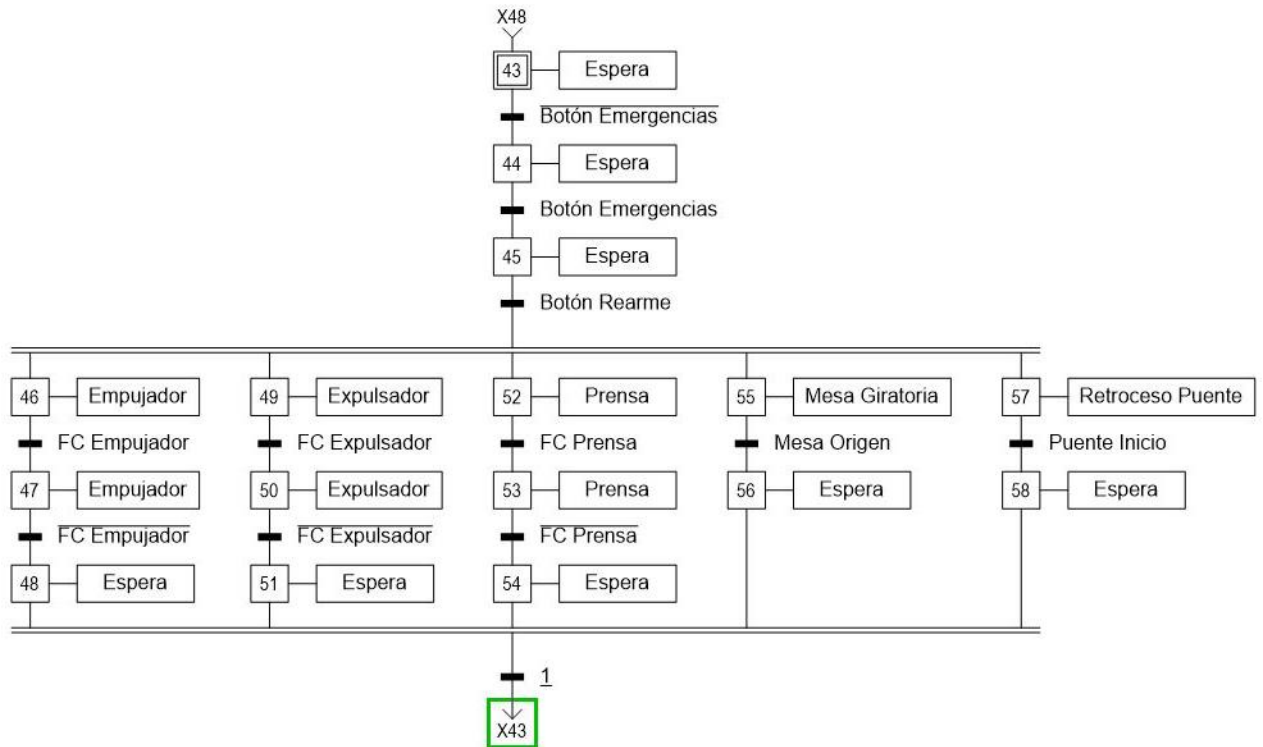 X48
43 Espera
Botón Emergencias
44 Espera
Botón Emergencias
45 Espera
Botón Rearme
46 Empujador 49 Expulsador 52 Prensa 55 Mesa Giratoria 57 Retroceso Puente
FC Empujador FC Expulsador FC Prensa Mesa Origen Puente Inicio
47 Empujador 50 Expulsador 53 Prensa 56 Espera 58 Espera
FC Empujador FC Expulsador FC Prensa
48 Espera 51 Espera 54 Espera
1
X43